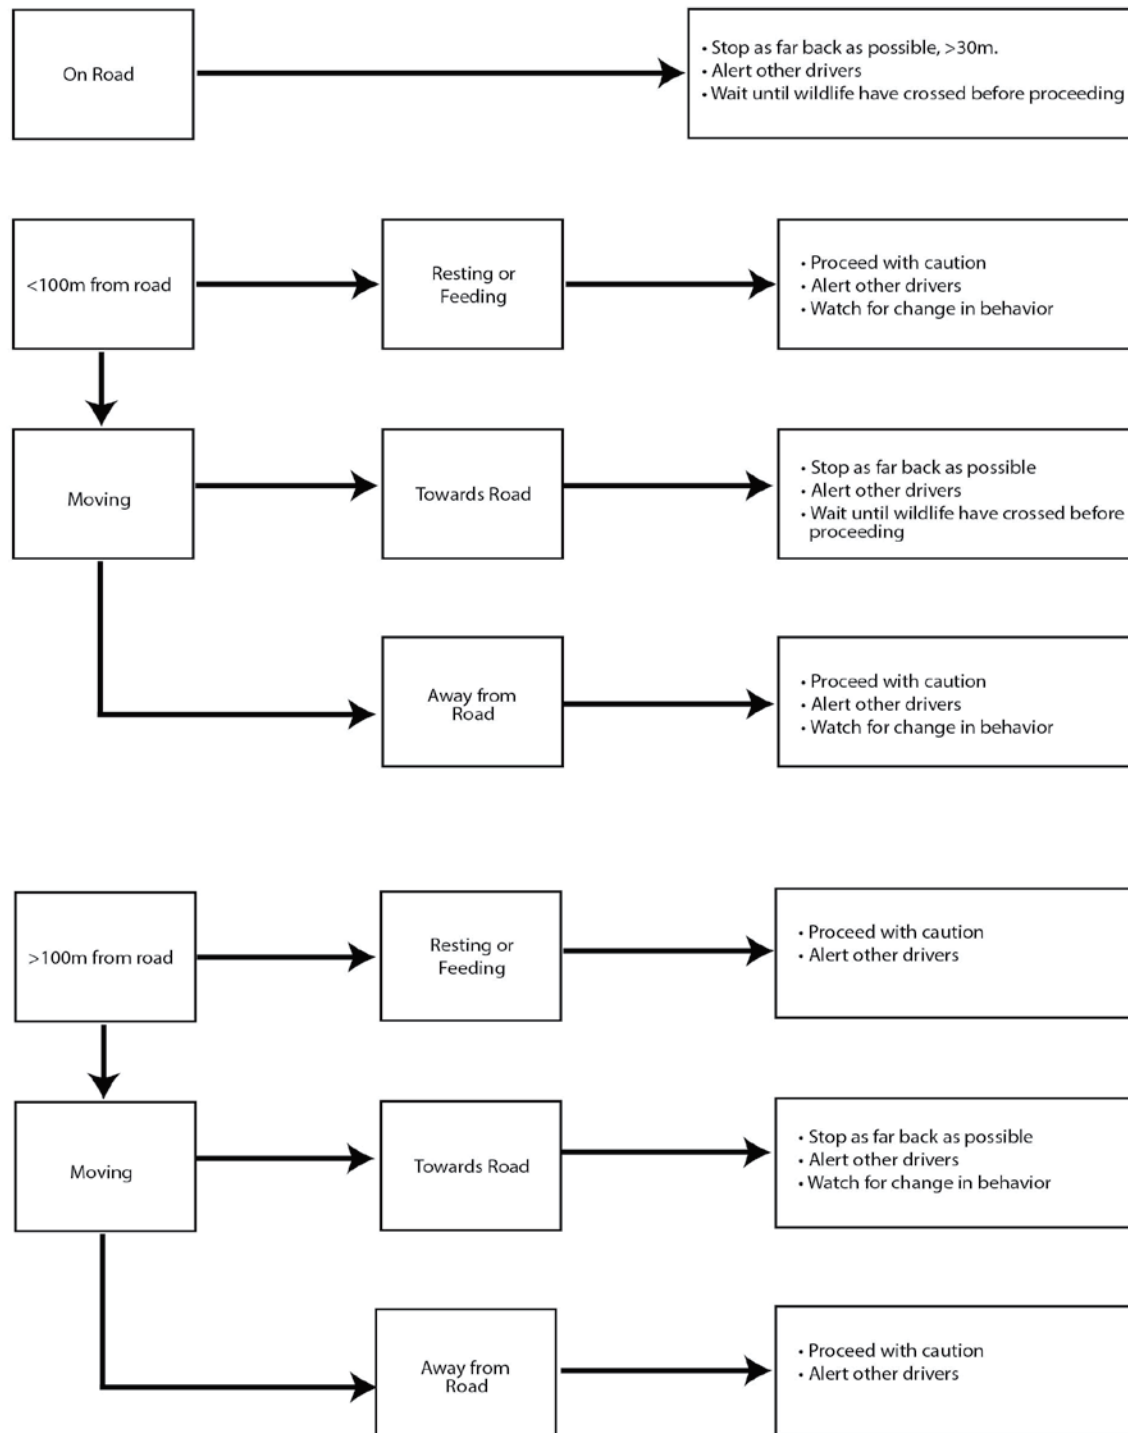 On Road
• Stop as far back as possible, >30m.
• Alert other drivers
• Wait until wildlife have crossed before proceeding
<100m from road
Resting or
Feeding
• Proceed with caution
• Alert other drivers
• Watch for change in behavior
Moving
Towards Road
• Stop as far back as possible
• Alert other drivers
• Wait until wildlife have crossed before
proceeding
Away from
Road
• Proceed with caution
• Alert other drivers
• Watch for change in behavior
>100m from road
Resting or
Feeding
• Proceed with caution
• Alert other drivers
Moving
Towards Road
• Stop as far back as possible
• Alert other drivers
• Watch for change in behavior
Away from
Road
• Proceed with caution
• Alert other drivers